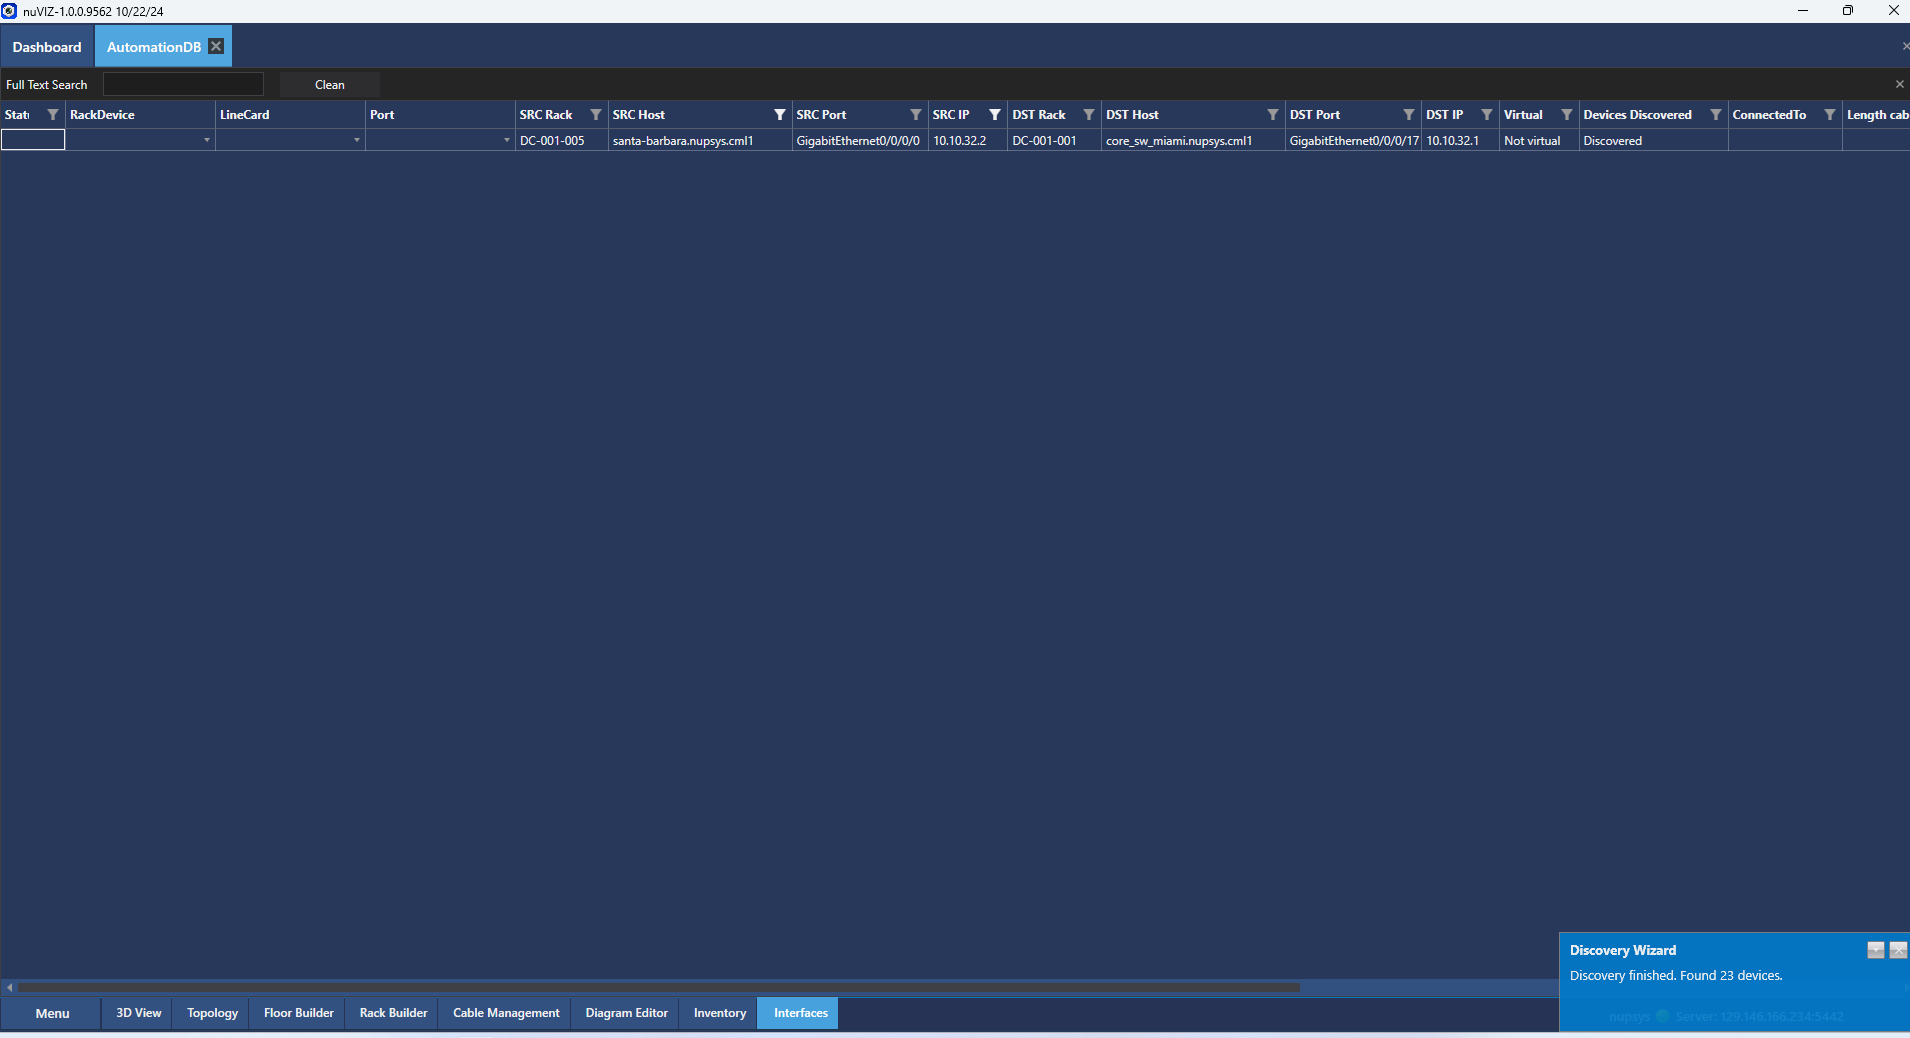 nuVIZ-1.0.0.9562 10/22/24
Dashboard AutomationDB
Full Text Search Clean
Stat RackDevice LineCard Port SRC Rack SRC Host SRC Port SRC IP DST Rack DST Host DST Port DST IP Virtual Devices Discovered ConnectedTo Length cab
DC-001-005 santa-barbara.nupsys.cml1 GigabitEthernet0/0/0/0 10.10.32.2 DC-001-001 core_sw_miami.nupsys.cml1 GigabitEthernet0/0/0/17 10.10.32.1 Not virtual Discovered
Discovery Wizard
Discovery finished. Found 23 devices.
Menu 3D View Topology Floor Builder Rack Builder Cable Management Diagram Editor Inventory Interfaces
nupsys Server: 129.146.166.234:5442